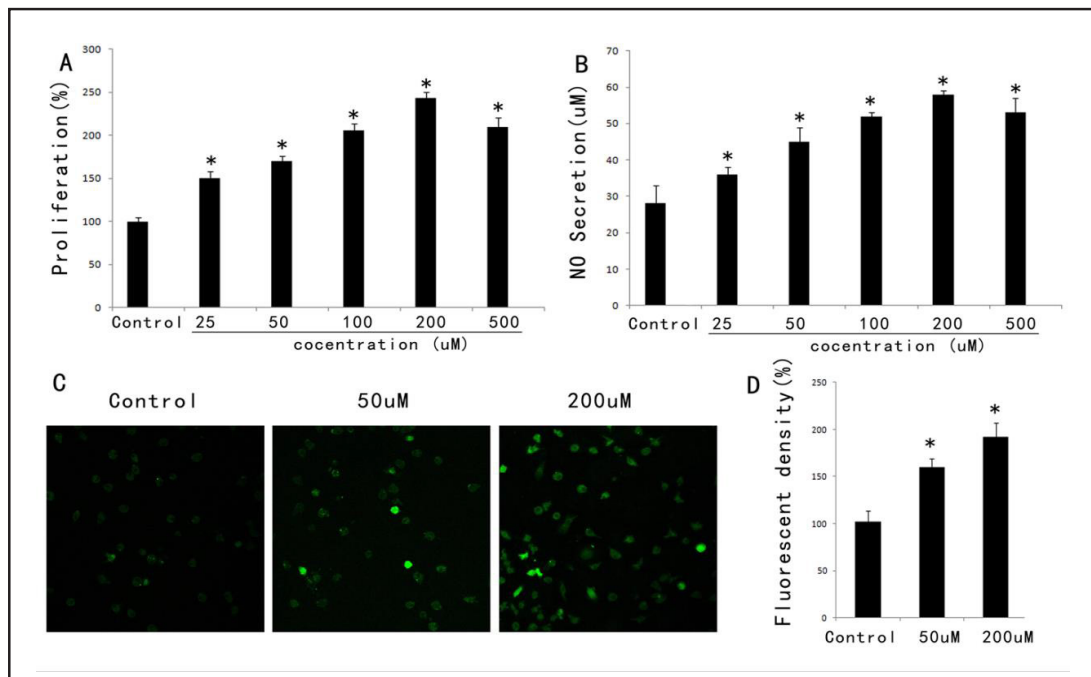 A
Proliferation(%)
300
250
200
150
100
50
0
*
*
*
*
*
Control 25 50 100 200 500
cocentration (uM)
B
NO Secretion(uM)
70
60
50
40
30
20
10
0
*
*
*
*
*
Control 25 50 100 200 500
cocentration (uM)
C
Control 50uM 200uM
D
Fluorescent density(%)
250
200
150
100
50
0
*
*
Control 50uM 200uM